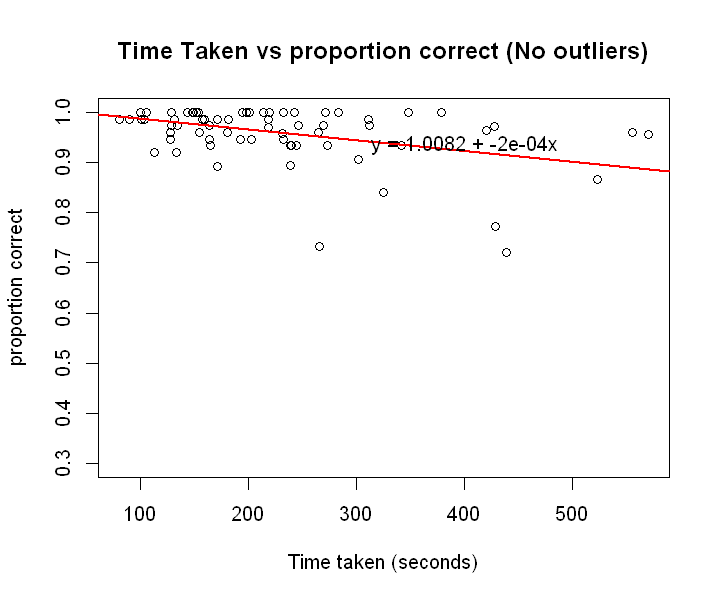 Time Taken vs proportion correct (No outliers)
proportion correct
1.0
0.9
0.8
0.7
0.6
0.5
0.4
0.3
y = 1.0082 + -2e-04x
100 200 300 400 500
Time taken (seconds)